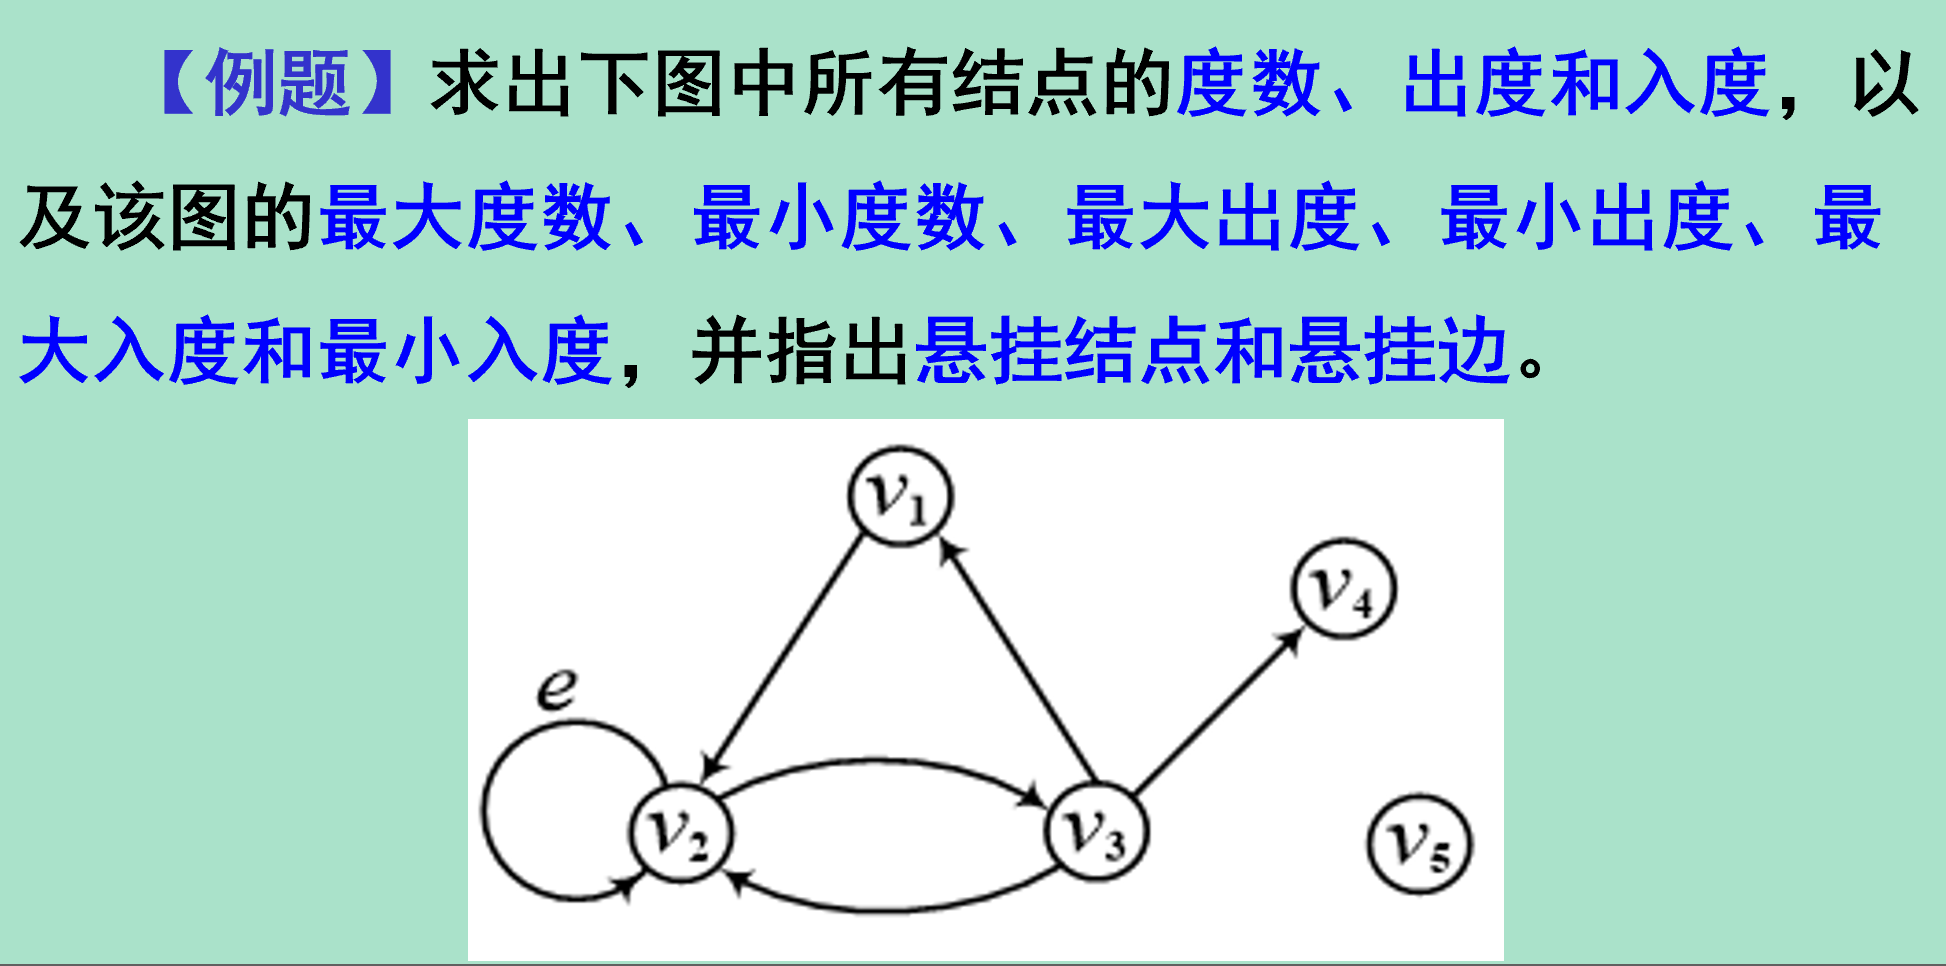 【例题】求出下图中所有结点的度数、出度和入度，以
及该图的最大度数、最小度数、最大出度、最小出度、最
大入度和最小入度，并指出悬挂结点和悬挂边。
v₁
v₄
e
v₂
v₃
v₅